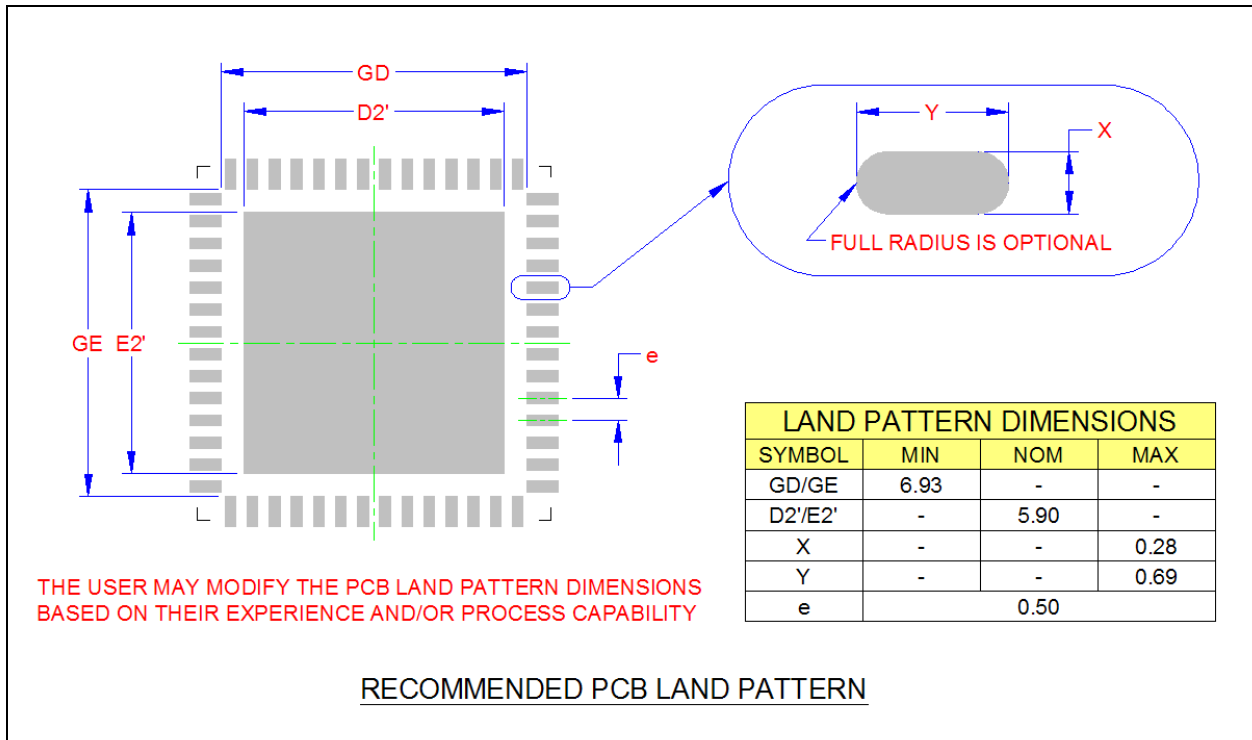 GD
D2'
Y
X
FULL RADIUS IS OPTIONAL
GE E2'
e
LAND PATTERN DIMENSIONS
SYMBOL MIN NOM MAX
GD/GE 6.93 - -
D2'/E2' - 5.90 -
X - - 0.28
Y - - 0.69
e 0.50
THE USER MAY MODIFY THE PCB LAND PATTERN DIMENSIONS
BASED ON THEIR EXPERIENCE AND/OR PROCESS CAPABILITY
RECOMMENDED PCB LAND PATTERN